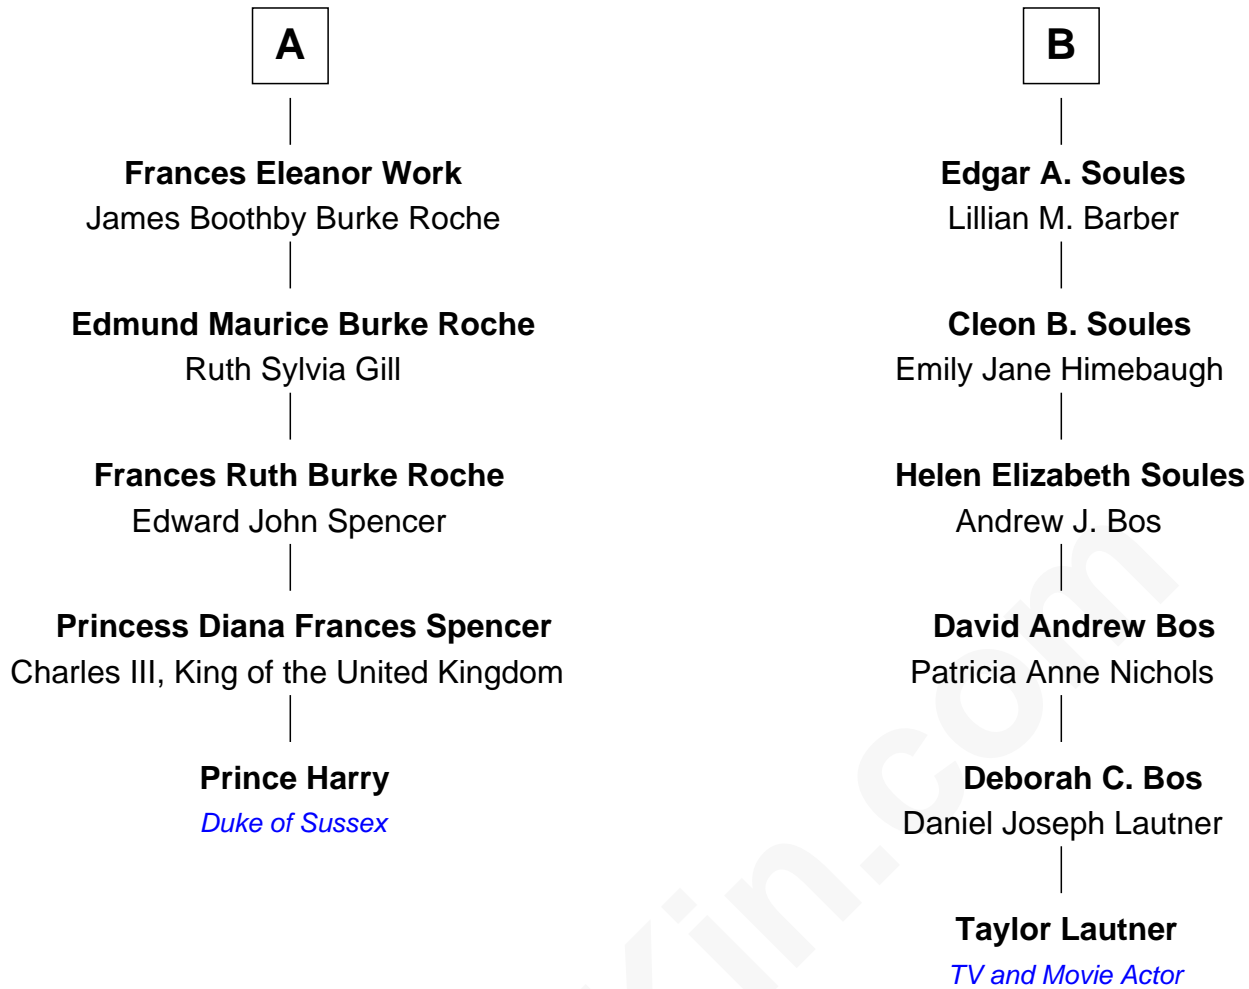 A
Frances Eleanor Work
James Boothby Burke Roche
Edmund Maurice Burke Roche
Ruth Sylvia Gill
Frances Ruth Burke Roche
Edward John Spencer
Princess Diana Frances Spencer
Charles III, King of the United Kingdom
Prince Harry
Duke of Sussex
B
Edgar A. Soules
Lillian M. Barber
Cleon B. Soules
Emily Jane Himebaugh
Helen Elizabeth Soules
Andrew J. Bos
David Andrew Bos
Patricia Anne Nichols
Deborah C. Bos
Daniel Joseph Lautner
Taylor Lautner
TV and Movie Actor
Kin.com